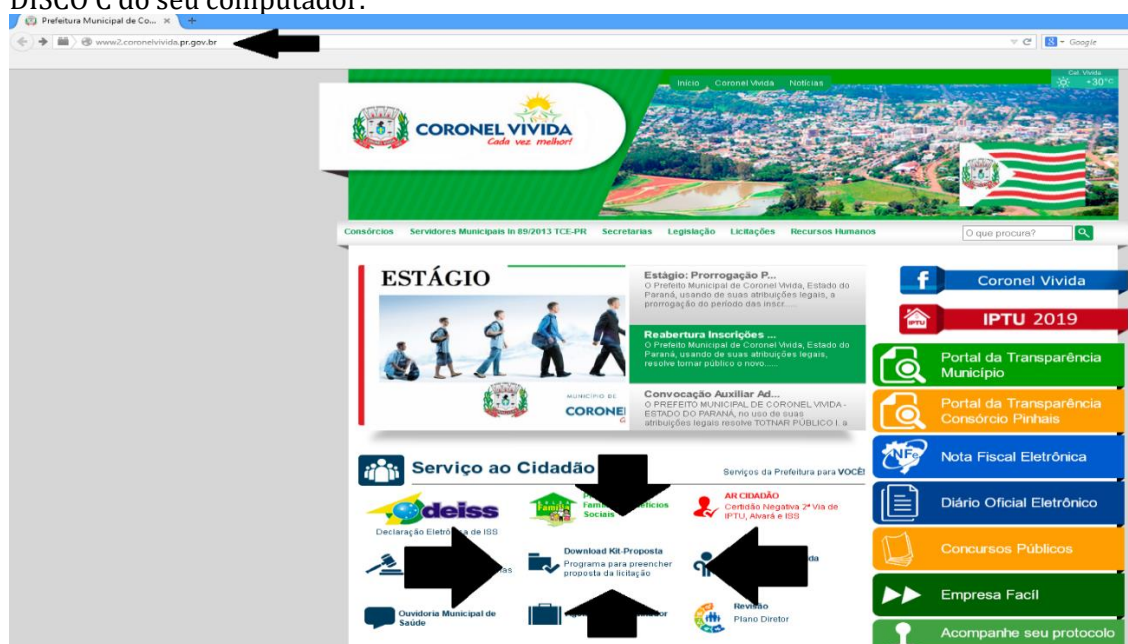 DISCO C do seu computador.
Prefeitura Municipal de Co... × +
www2.coronelvivida.pr.gov.br
Google
Início Coronel Vivida Notícias
Cel. Vivida
+30°C
CORONEL VIVIDA
Cada vez melhor!
Consórcios Servidores Municipais In 89/2013 TCE-PR Secretarias Legislação Licitações Recursos Humanos
O que procura?
ESTÁGIO
MUNICÍPIO DE
CORONE
Estágio: Prorrogação P...
O Prefeito Municipal de Coronel Vivida, Estado do
Paraná, usando de suas atribuições legais, a
prorrogação do período das inscr.....
Reabertura Inscrições ...
O Prefeito Municipal de Coronel Vivida, Estado do
Paraná, usando de suas atribuições legais,
resolve tornar público o novo......
Convocação Auxiliar Ad...
O PREFEITO MUNICIPAL DE CORONEL VIVIDA -
ESTADO DO PARANÁ, no uso de suas
atribuições legais resolve TOTNAR PÚBLICO I. a
f Coronel Vivida
IPTU
IPTU 2019
Portal da Transparência
Município
Portal da Transparência
Consórcio Pinhais
NFe
Nota Fiscal Eletrônica
Diário Oficial Eletrônico
Concursos Públicos
Empresa Facíl
Acompanhe seu protocolo
Serviço ao Cidadão
Serviços da Prefeitura para VOCÊ!
deiss
Declaração Eletrônica de ISS
Família
Sociais
AR CIDADÃO
Certidão Negativa 2ª Via de
IPTU, Alvará e ISS
Download Kit-Proposta
Programa para preencher
proposta da licitação
Ouvidoria Municipal de
Saúde
Revisão
Plano Diretor